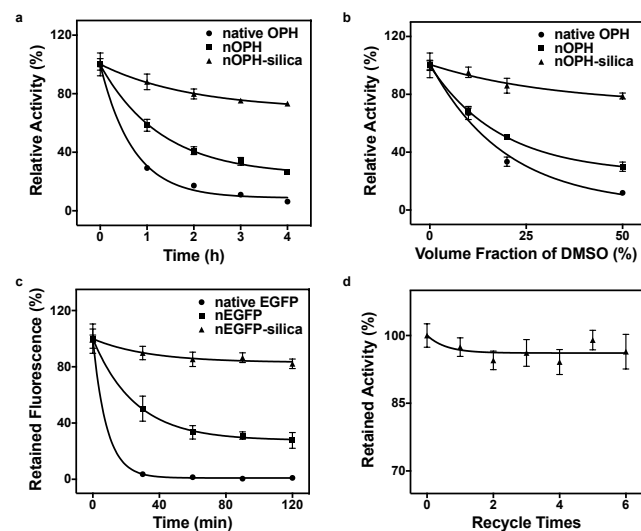 a
native OPH
nOPH
nOPH-silica
Relative Activity (%)
120
80
40
0
0 1 2 3 4
Time (h)
b
native OPH
nOPH
nOPH-silica
Relative Activity (%)
120
80
40
0
0 25 50
Volume Fraction of DMSO (%)
c
native EGFP
nEGFP
nEGFP-silica
Retained Fluorescence (%)
120
80
40
0
0 30 60 90 120
Time (min)
d
Retained Activity (%)
100
85
70
0 2 4 6
Recycle Times